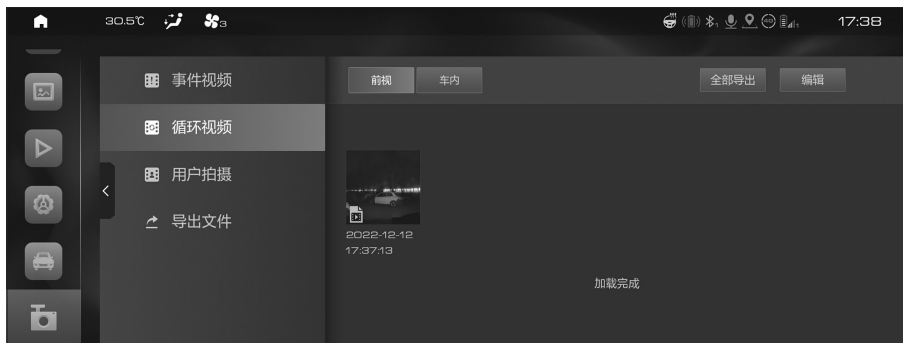 30.5℃
3
17:38
事件视频
循环视频
用户拍摄
导出文件
前视
车内
全部导出
编辑
2022-12-12
17:37:13
加载完成